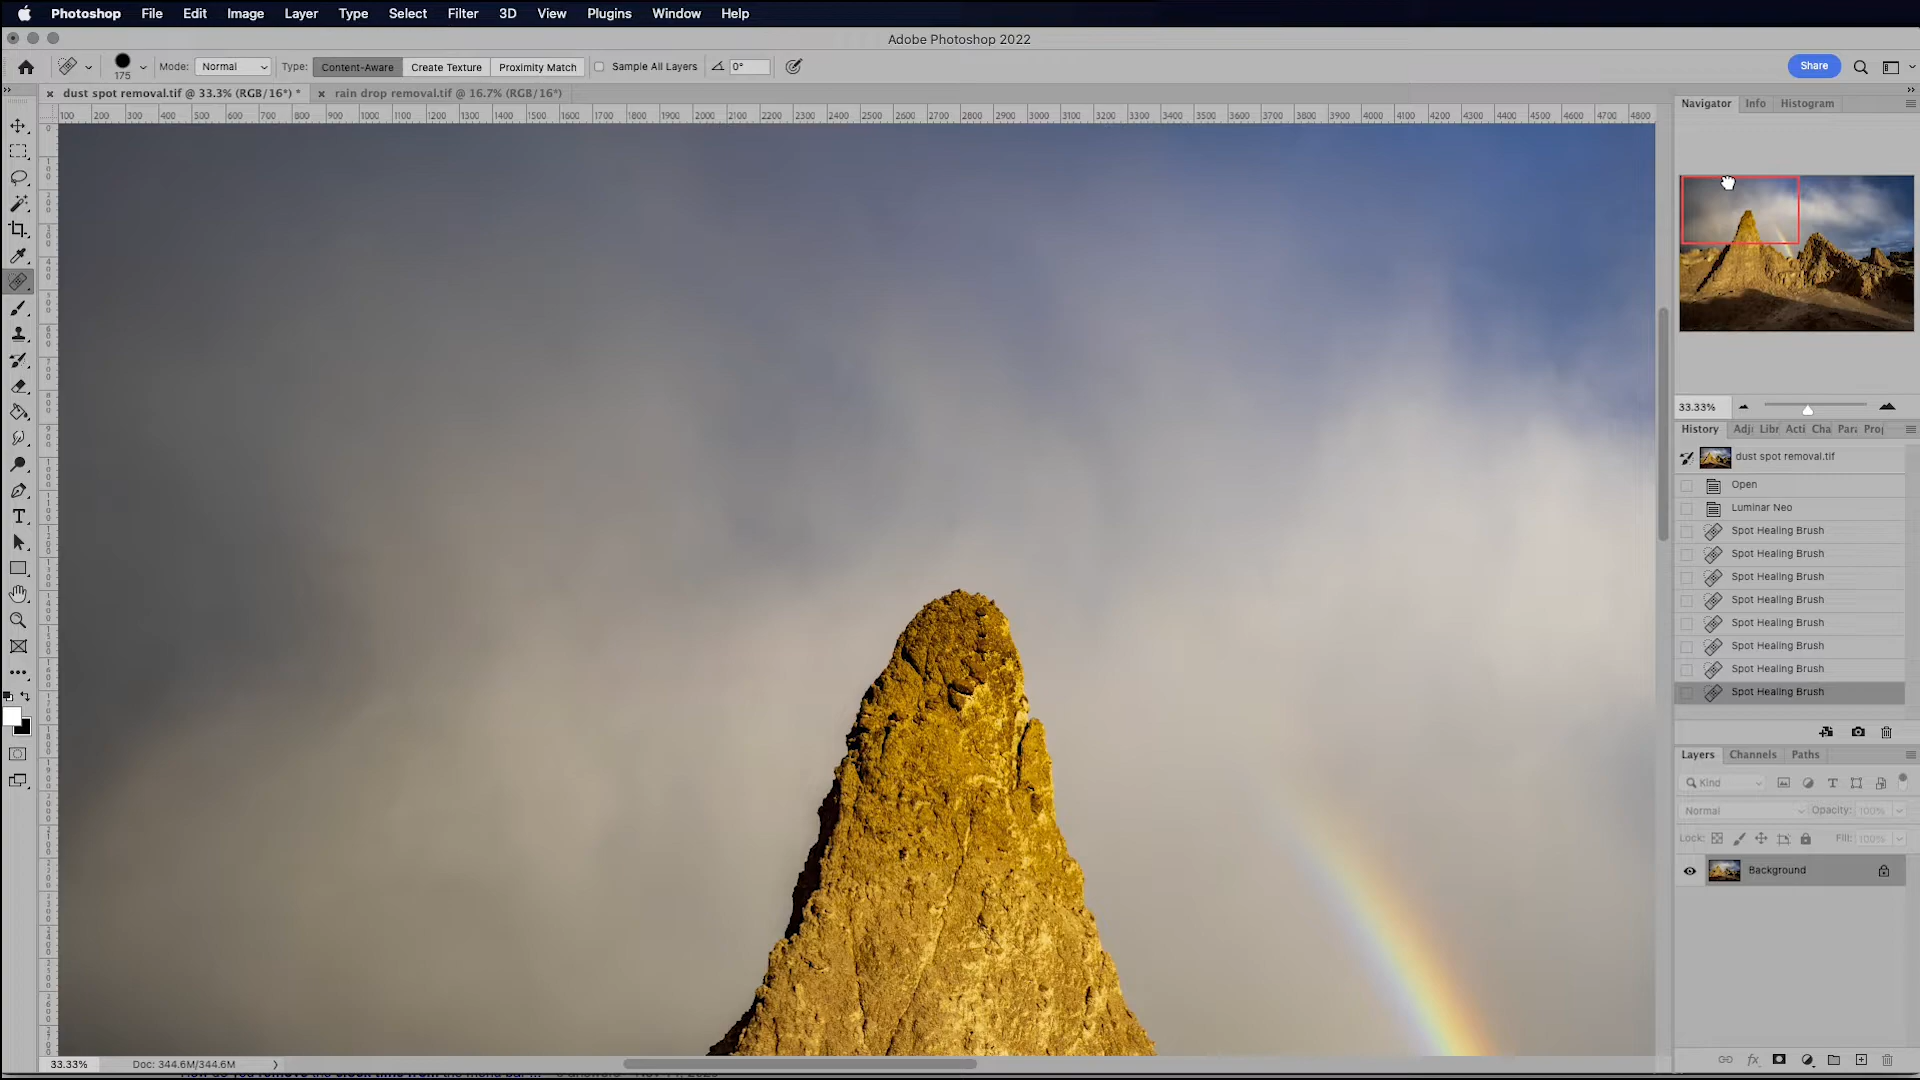 Photoshop File Edit Image Layer Type Select Filter 3D View Plugins Window Help
Adobe Photoshop 2022
175 Mode: Normal Type: Content-Aware Create Texture Proximity Match Sample All Layers 0° Share
dust spot removal.tif @ 33.3% (RGB/16*) * rain drop removal.tif @ 16.7% (RGB/16*)
100 200 300 400 500 600 700 800 900 1000 1100 1200 1300 1400 1500 1600 1700 1800 1900 2000 2100 2200 2300 2400 2500 2600 2700 2800 2900 3000 3100 3200 3300 3400 3500 3600 3700 3800 3900 4000 4100 4200 4300 4400 4500 4600 4700 4800
Navigator Info Histogram
33.33%
History Adj Libr Acti Cha Para Prop
dust spot removal.tif
Open
Luminar Neo
Spot Healing Brush
Spot Healing Brush
Spot Healing Brush
Spot Healing Brush
Spot Healing Brush
Spot Healing Brush
Spot Healing Brush
Spot Healing Brush
Layers Channels Paths
Kind
Normal Opacity: 100%
Lock: Fill: 100%
Background
33.33% Doc: 344.6M/344.6M